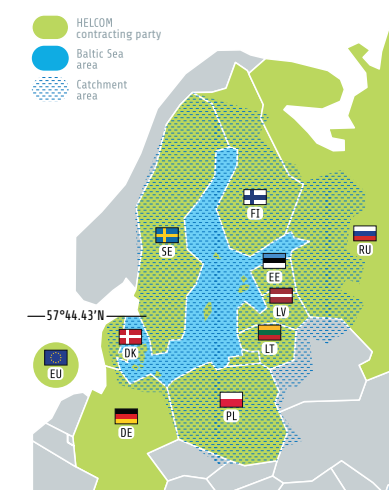 HELCOM
contracting party
Baltic Sea
area
Catchment
area
FI
SE
RU
EE
LV
57°44.43'N
LT
DK
EU
PL
DE